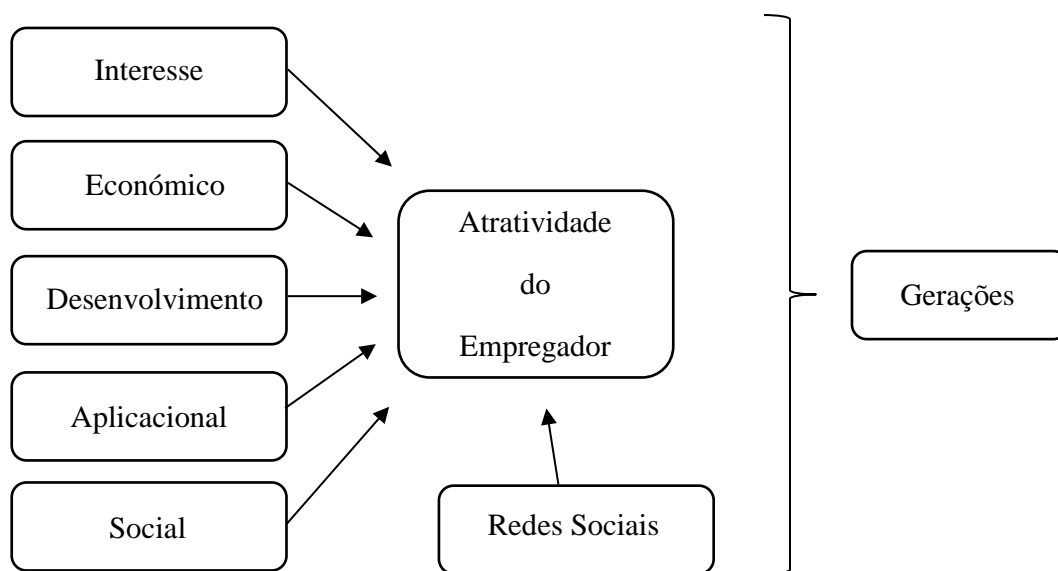 Interesse
Económico
Desenvolvimento
Aplicacional
Social
Atratividade
do
Empregador
Redes Sociais
Gerações